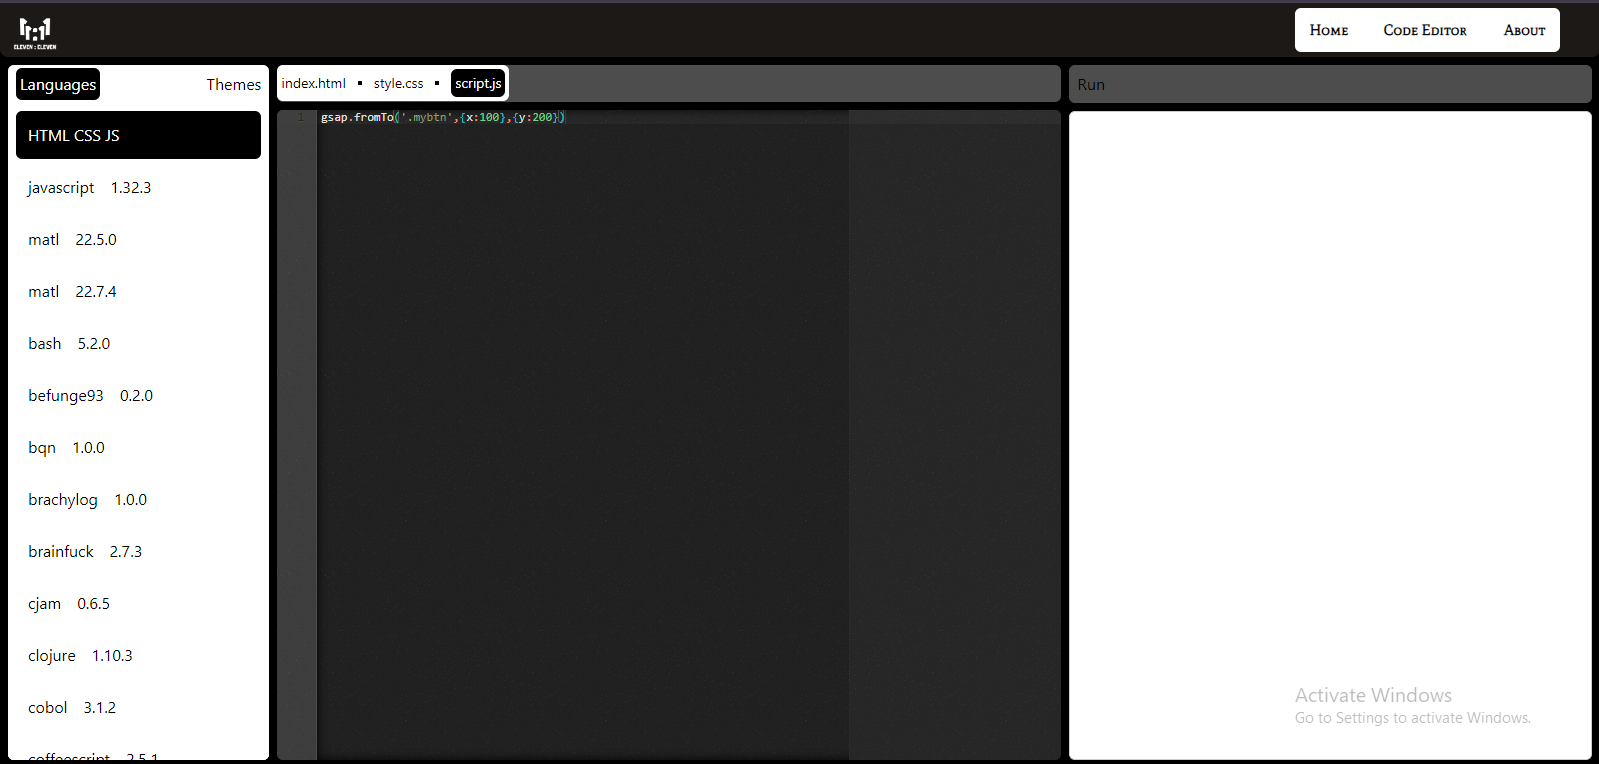 ELEVEN : ELEVEN
Home Code Editor About
Languages Themes
HTML CSS JS
javascript 1.32.3
matl 22.5.0
matl 22.7.4
bash 5.2.0
befunge93 0.2.0
bqn 1.0.0
brachylog 1.0.0
brainfuck 2.7.3
cjam 0.6.5
clojure 1.10.3
cobol 3.1.2
coffeescript 2.5.1
index.html ▪ style.css ▪ script.js
1 gsap.fromTo('.mybtn',{x:100},{y:200})
Run
Activate Windows
Go to Settings to activate Windows.